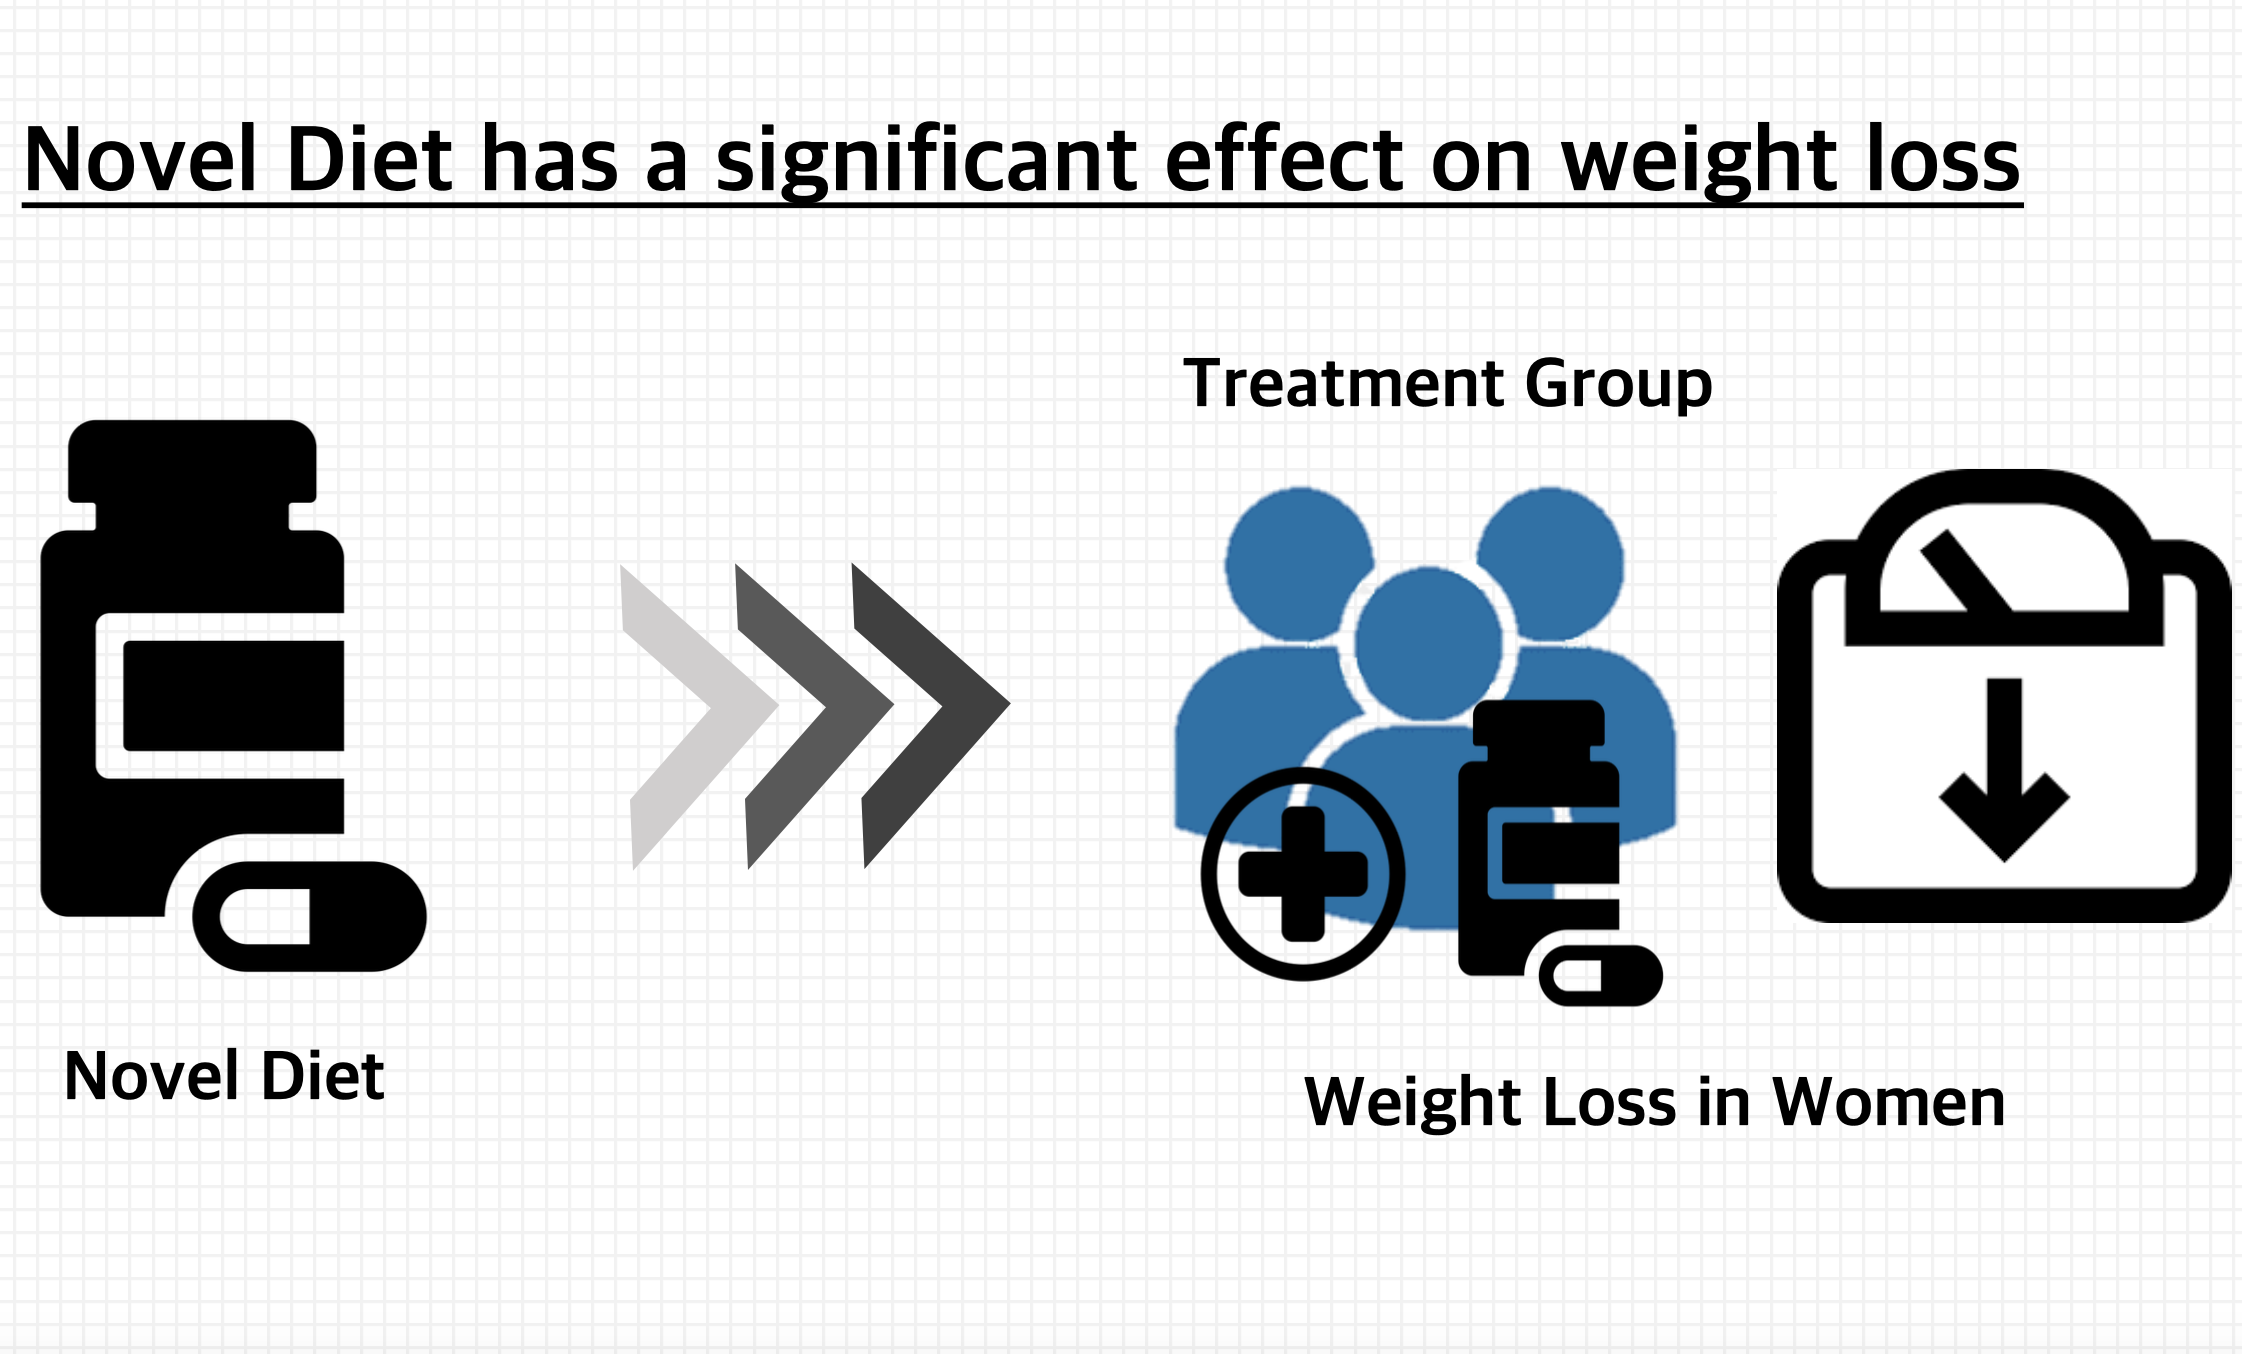 Novel Diet has a significant effect on weight loss
Treatment Group
Novel Diet
Weight Loss in Women